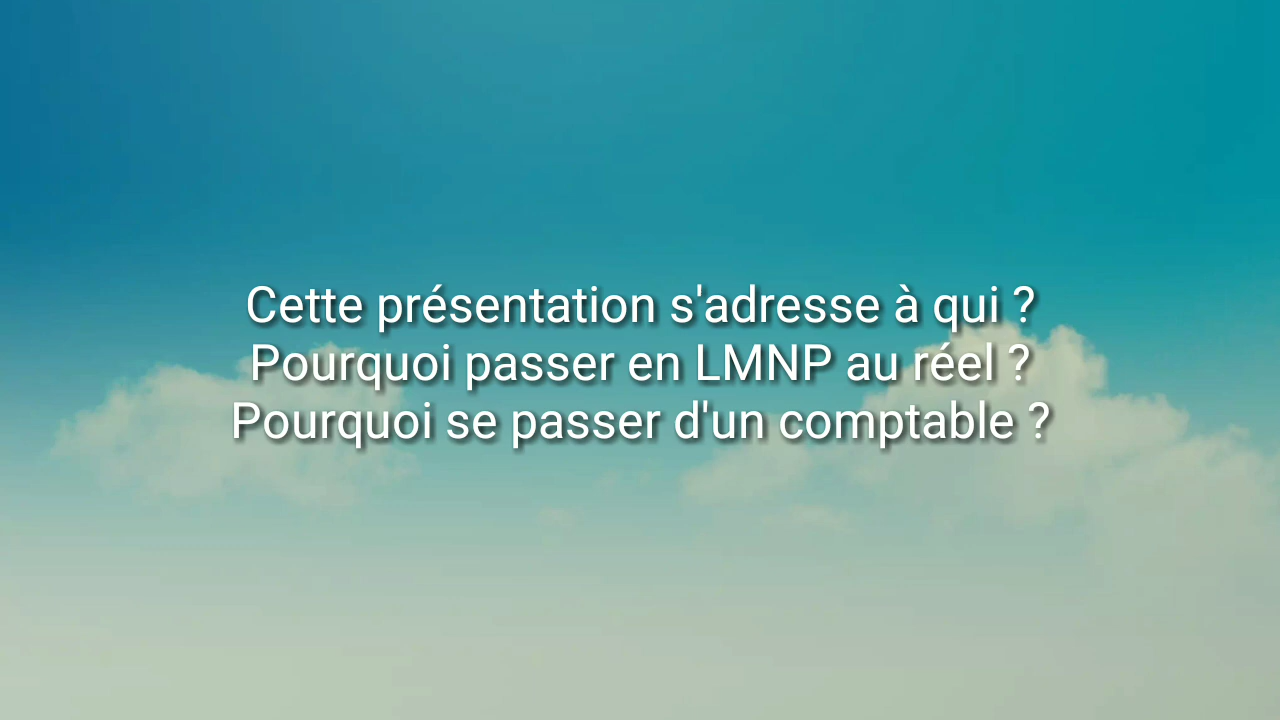 Cette présentation s'adresse à qui ?
Pourquoi passer en LMNP au réel ?
Pourquoi se passer d'un comptable ?